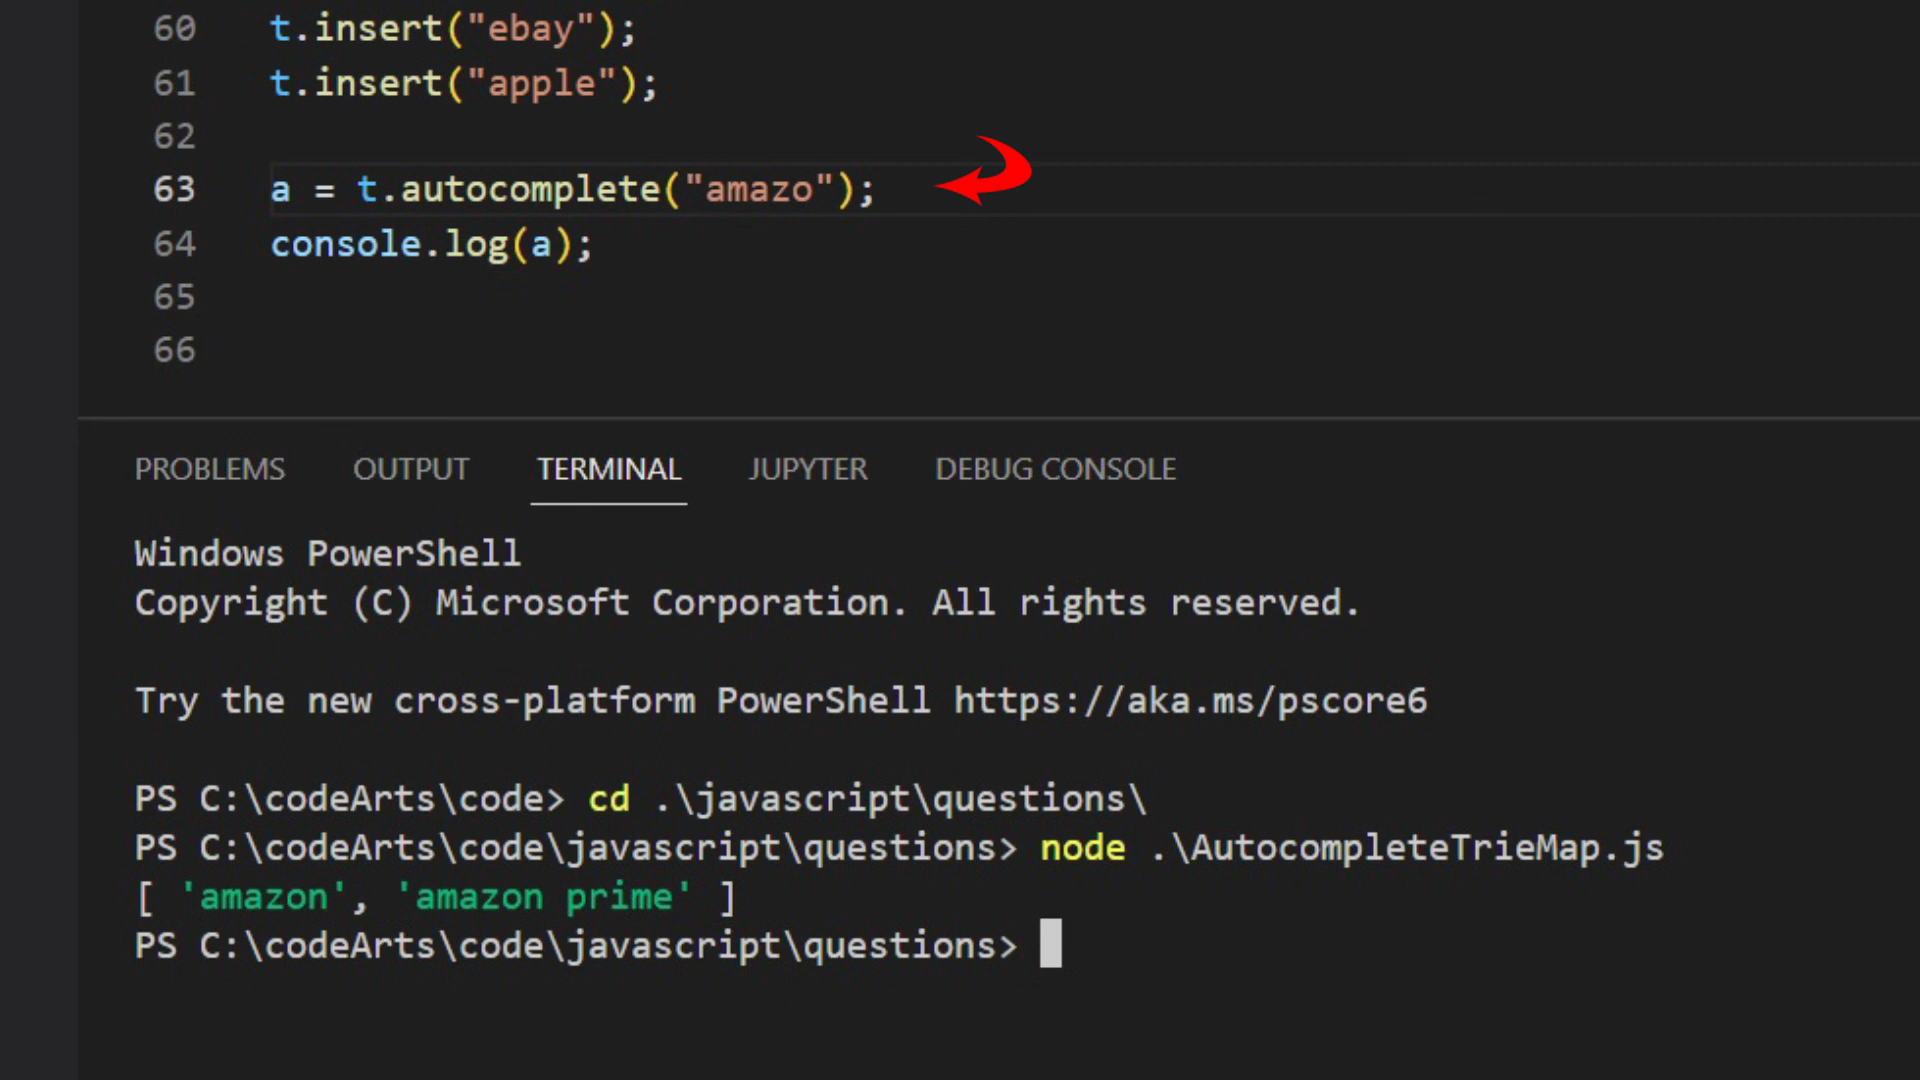 60 t.insert("ebay");
61 t.insert("apple");
62
63 a = t.autocomplete("amazo");
64 console.log(a);
65
66
PROBLEMS OUTPUT TERMINAL JUPYTER DEBUG CONSOLE
Windows PowerShell
Copyright (C) Microsoft Corporation. All rights reserved.
Try the new cross-platform PowerShell https://aka.ms/pscore6
PS C:\codeArts\code> cd .\javascript\questions\
PS C:\codeArts\code\javascript\questions> node .\AutocompleteTrieMap.js
[ 'amazon', 'amazon prime' ]
PS C:\codeArts\code\javascript\questions>